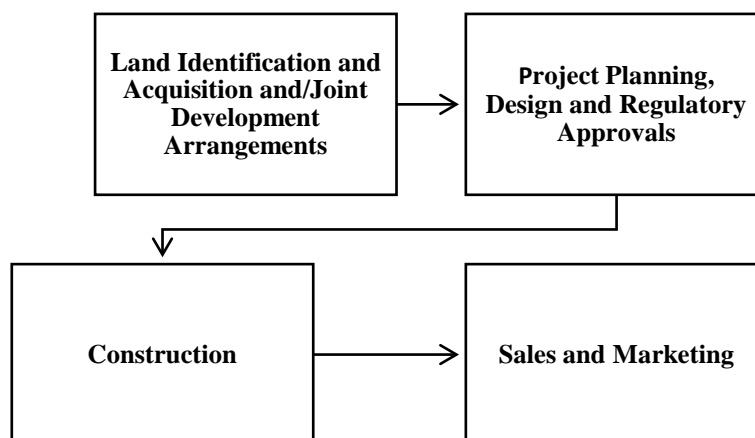 Land Identification and
Acquisition and/Joint
Development
Arrangements
Project Planning,
Design and Regulatory
Approvals
Construction
Sales and Marketing